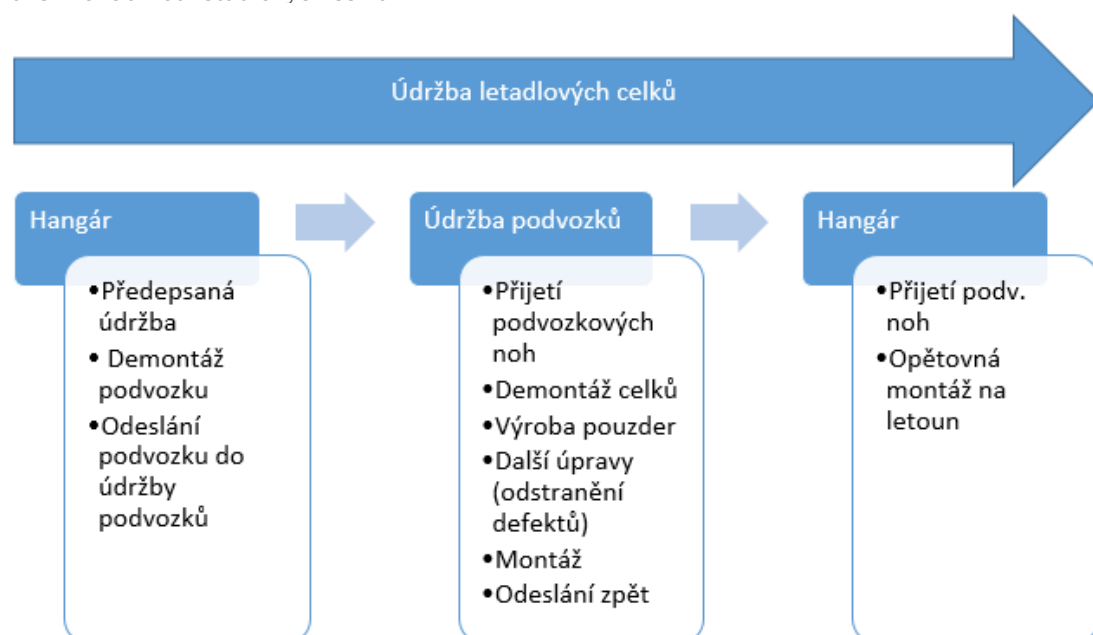 Údržba letadlových celků
Hangár
•Předepsaná
údržba
• Demontáž
podvozku
•Odeslání
podvozku do
údržby
podvozků
Údržba podvozků
•Přijetí
podvozkových
noh
•Demontáž celků
•Výroba pouzder
•Další úpravy
(odstranění
defektů)
•Montáž
•Odeslání zpět
Hangár
•Přijetí podv.
noh
•Opětovná
montáž na
letoun